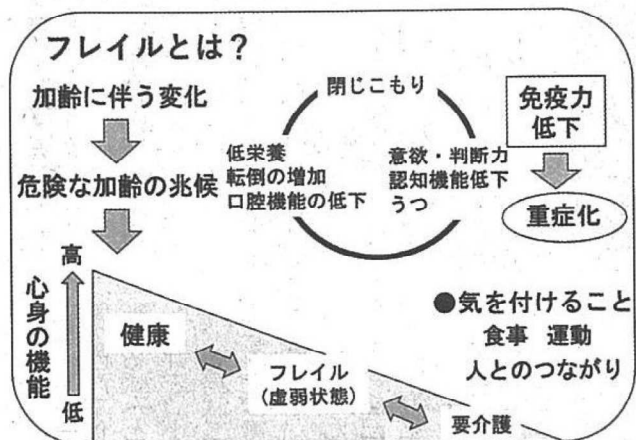 フレイルとは？
加齢に伴う変化
危険な加齢の兆候
閉じこもり
低栄養
転倒の増加
口腔機能の低下
意欲・判断力
認知機能低下
うつ
免疫力
低下
重症化
高
心身の機能
低
健康
フレイル
(虚弱状態)
要介護
●気を付けること
食事 運動
人とのつながり